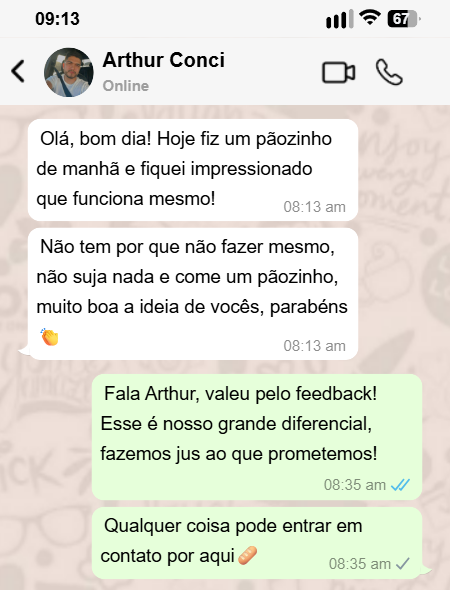 09:13
67
Arthur Conci
Online
Olá, bom dia! Hoje fiz um pãozinho
de manhã e fiquei impressionado
que funciona mesmo!
08:13 am
Não tem por que não fazer mesmo,
não suja nada e come um pãozinho,
muito boa a ideia de vocês, parabéns
👏
08:13 am
Fala Arthur, valeu pelo feedback!
Esse é nosso grande diferencial,
fazemos jus ao que prometemos!
08:35 am
Qualquer coisa pode entrar em
contato por aqui🥖
08:35 am